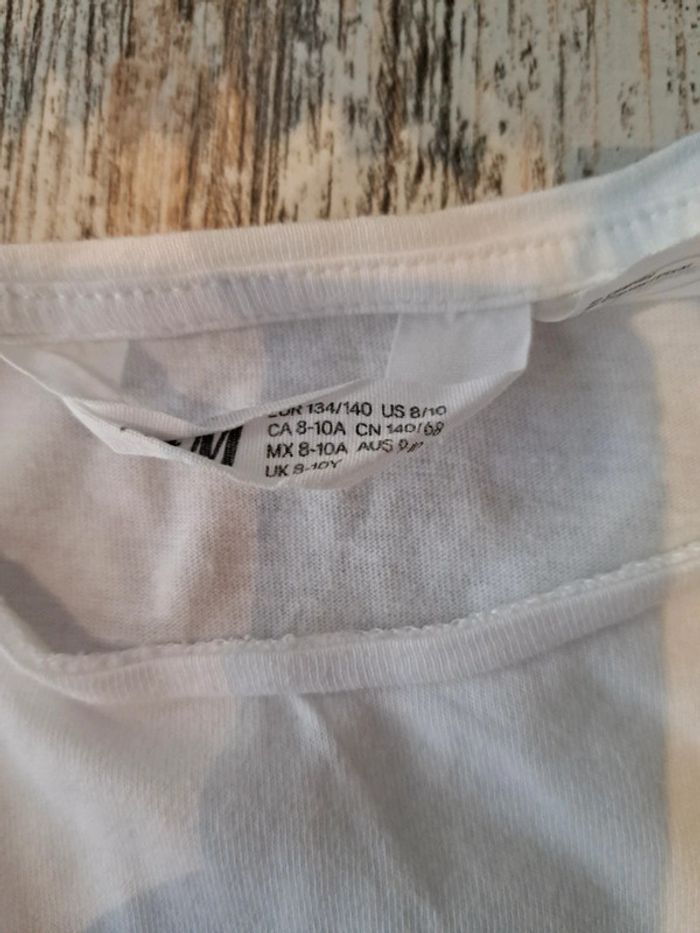 EUR 134/140 US 8/10
CA 8-10A CN 140/68
MX 8-10A AUS
UK 8-10Y